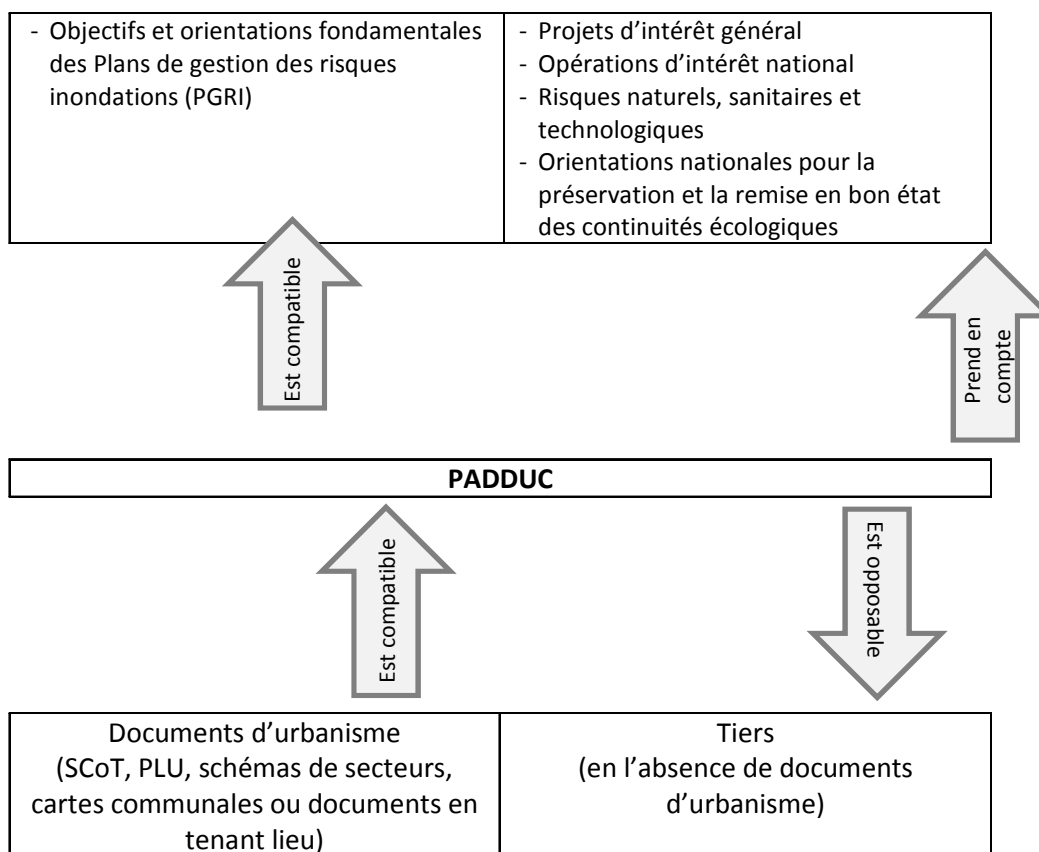 - Objectifs et orientations fondamentales
des Plans de gestion des risques
inondations (PGRI)
- Projets d’intérêt général
- Opérations d’intérêt national
- Risques naturels, sanitaires et
technologiques
- Orientations nationales pour la
préservation et la remise en bon état
des continuités écologiques
Est compatible
Prend en
compte
PADDUC
Est compatible
Est opposable
Documents d’urbanisme
(SCoT, PLU, schémas de secteurs,
cartes communales ou documents en
tenant lieu)
Tiers
(en l’absence de documents
d’urbanisme)